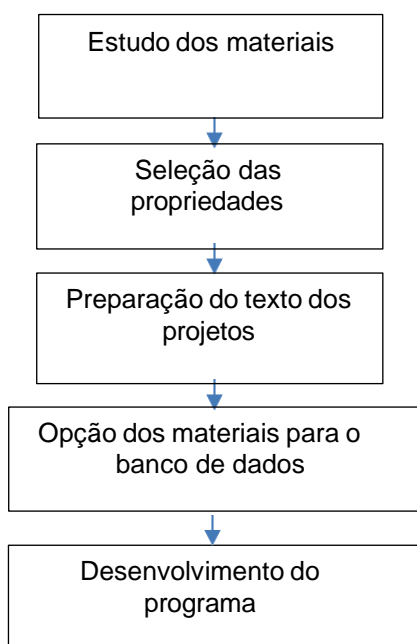 Estudo dos materiais
Seleção das
propriedades
Preparação do texto dos
projetos
Opção dos materiais para o
banco de dados
Desenvolvimento do
programa